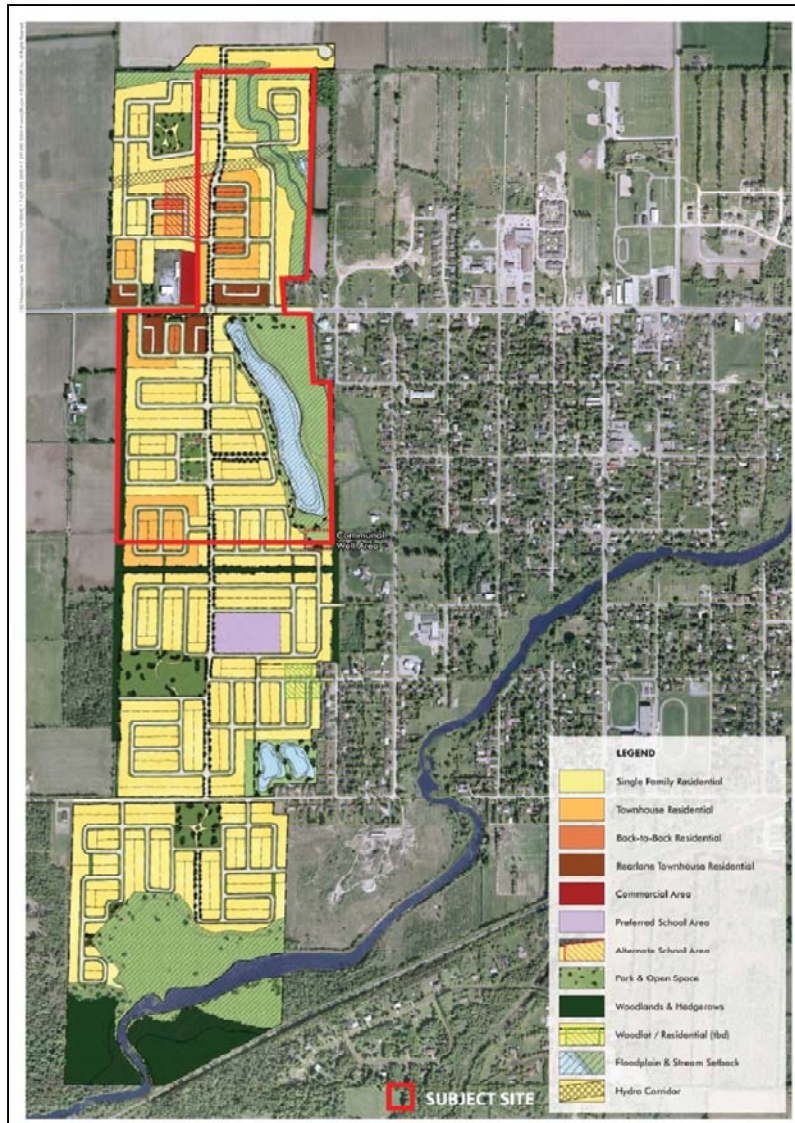 Communal
Well Area
LEGEND
Single Family Residential
Townhouse Residential
Back-to-Back Residential
Rearlane Townhouse Residential
Commercial Area
Preferred School Area
Alternate School Area
Park & Open Space
Woodlands & Hedgerows
Woodlot / Residential (tbd)
Floodplain & Stream Setback
Hydro Corridor
SUBJECT SITE